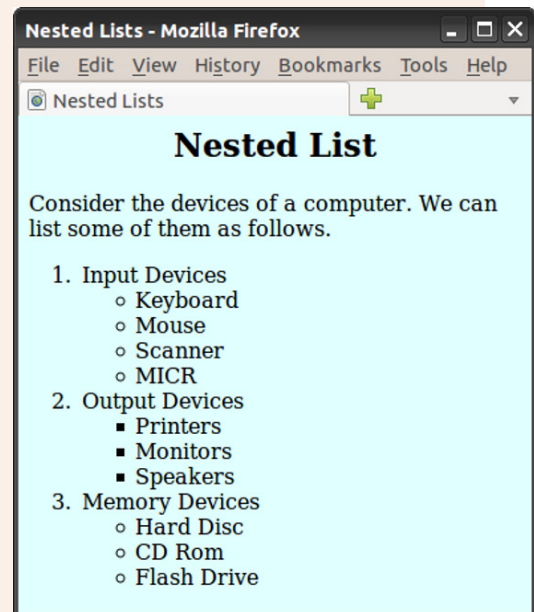 Nested Lists - Mozilla Firefox
File Edit View History Bookmarks Tools Help
Nested Lists
Nested List
Consider the devices of a computer. We can
list some of them as follows.
1. Input Devices
Keyboard
Mouse
Scanner
MICR
2. Output Devices
Printers
Monitors
Speakers
3. Memory Devices
Hard Disc
CD Rom
Flash Drive